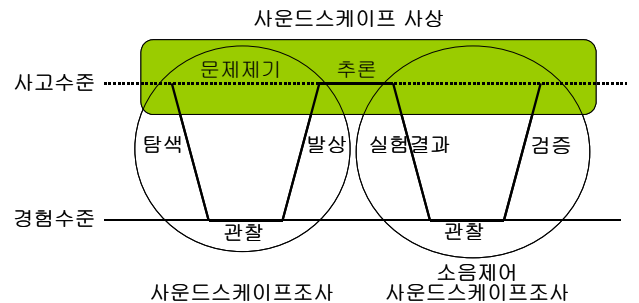 사운드스케이프 사상
문제제기 추론
사고수준
탐색 발상 실험결과 검증
경험수준
관찰 관찰
소음제어
사운드스케이프조사 사운드스케이프조사